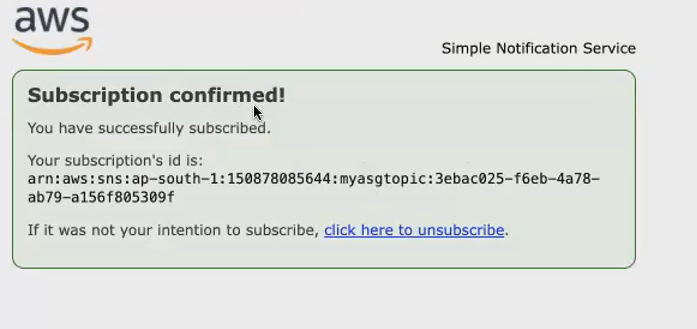 aws
Simple Notification Service
Subscription confirmed!
You have successfully subscribed.
Your subscription's id is:
arn:aws:sns:ap-south-1:150878085644:myasgtopic:3ebac025-f6eb-4a78-
ab79-a156f805309f
If it was not your intention to subscribe, click here to unsubscribe.